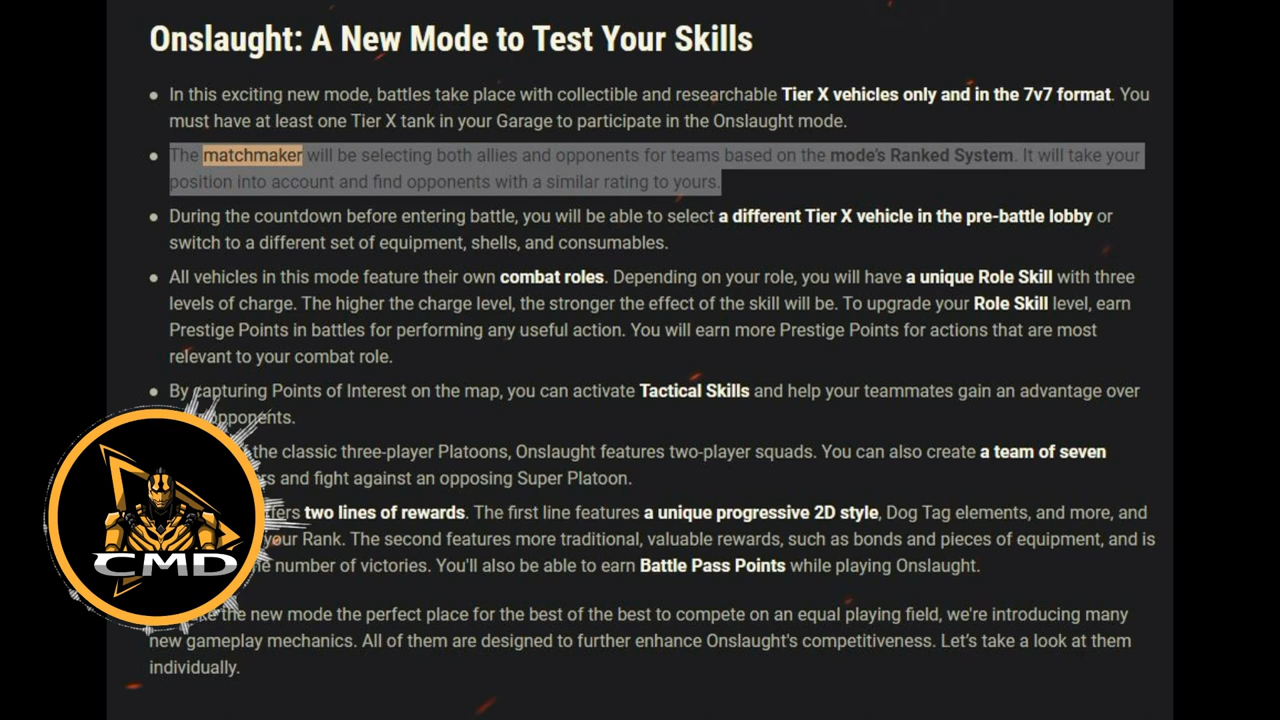 Onslaught: A New Mode to Test Your Skills
In this exciting new mode, battles take place with collectible and researchable Tier X vehicles only and in the 7v7 format. You
must have at least one Tier X tank in your Garage to participate in the Onslaught mode.
The matchmaker will be selecting both allies and opponents for teams based on the mode's Ranked System. It will take your
position into account and find opponents with a similar rating to yours.
During the countdown before entering battle, you will be able to select a different Tier X vehicle in the pre-battle lobby or
switch to a different set of equipment, shells, and consumables.
All vehicles in this mode feature their own combat roles. Depending on your role, you will have a unique Role Skill with three
levels of charge. The higher the charge level, the stronger the effect of the skill will be. To upgrade your Role Skill level, earn
Prestige Points in battles for performing any useful action. You will earn more Prestige Points for actions that are most
relevant to your combat role.
By capturing Points of Interest on the map, you can activate Tactical Skills and help your teammates gain an advantage over
opponents.
the classic three-player Platoons, Onslaught features two-player squads. You can also create a team of seven
and fight against an opposing Super Platoon.
two lines of rewards. The first line features a unique progressive 2D style, Dog Tag elements, and more, and
your Rank. The second features more traditional, valuable rewards, such as bonds and pieces of equipment, and is
number of victories. You'll also be able to earn Battle Pass Points while playing Onslaught.
the new mode the perfect place for the best of the best to compete on an equal playing field, we're introducing many
new gameplay mechanics. All of them are designed to further enhance Onslaught's competitiveness. Let's take a look at them
individually.
CMD